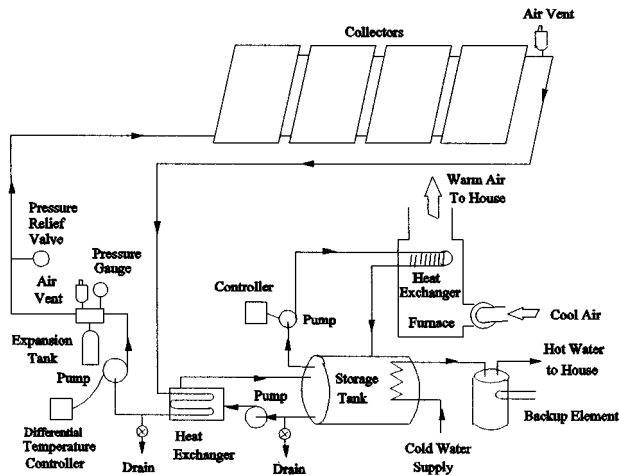 Air Vent
Collectors
Warm Air
To House
Pressure
Relief
Valve
Pressure
Gauge
Air
Vent
Controller
Pump
Heat
Exchanger
Furnace
Cool Air
Expansion
Tank
Pump
Hot Water
to House
Storage
Tank
Pump
Backup Element
Differential
Temperature
Controller
Drain
Heat
Exchanger
Drain
Cold Water
Supply